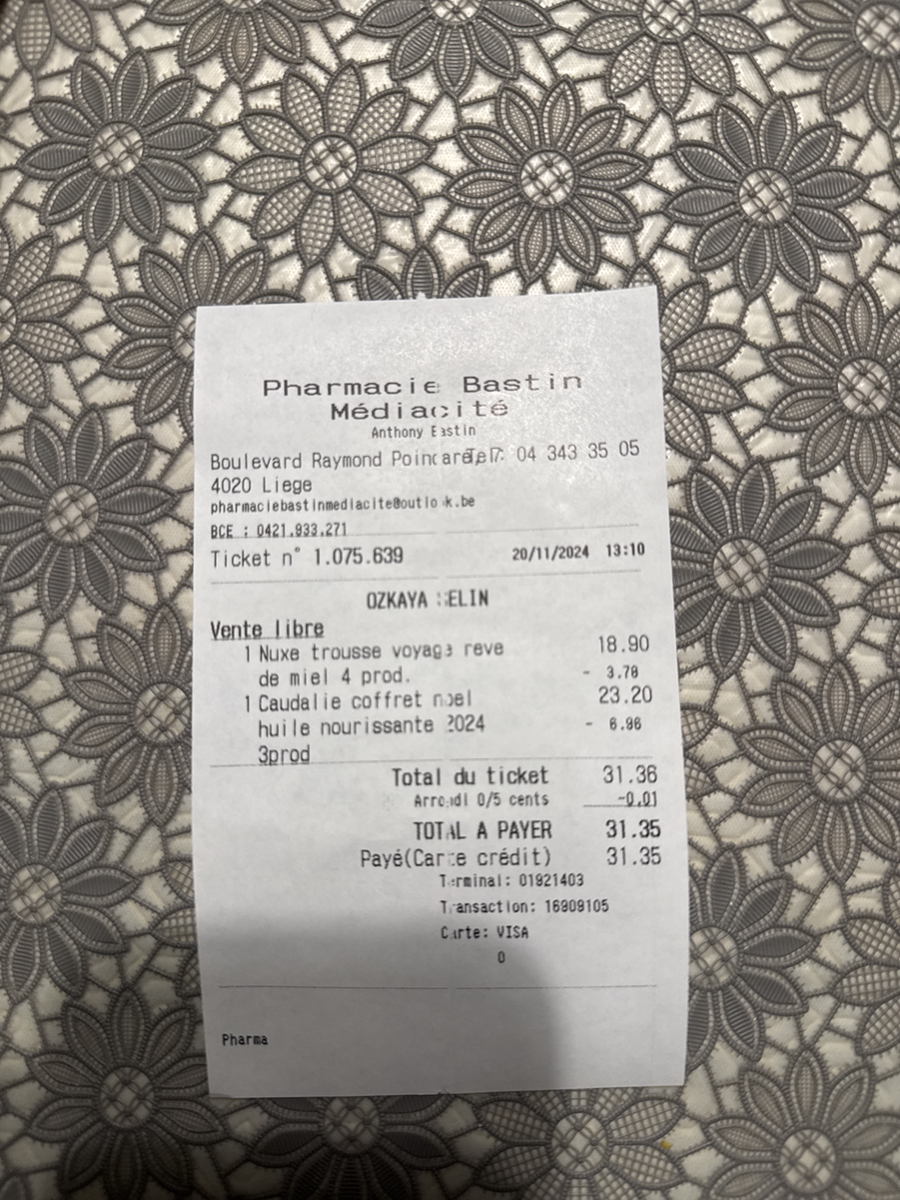 Pharmacie Bastin
Médiacité
Anthony Bastin
Boulevard Raymond Poincaré, 7 Tel: 04 343 35 05
4020 Liege
pharmaciebastinmediacite@outlook.be
BCE : 0421.933.271
Ticket n° 1.075.639 20/11/2024 13:10
OZKAYA
Vente libre
1 Nuxe trousse voyage reve 18.90
de miel 4 prod. - 3.78
1 Caudalie coffret noel 23.20
huile nourissante 2024 - 6.96
3prod
Total du ticket 31.36
Arrondi 0/5 cents -0.01
TOTAL A PAYER 31.35
Payé(Carte crédit) 31.35
Terminal: 01921403
Transaction: 16909105
Carte: VISA
0
Pharma